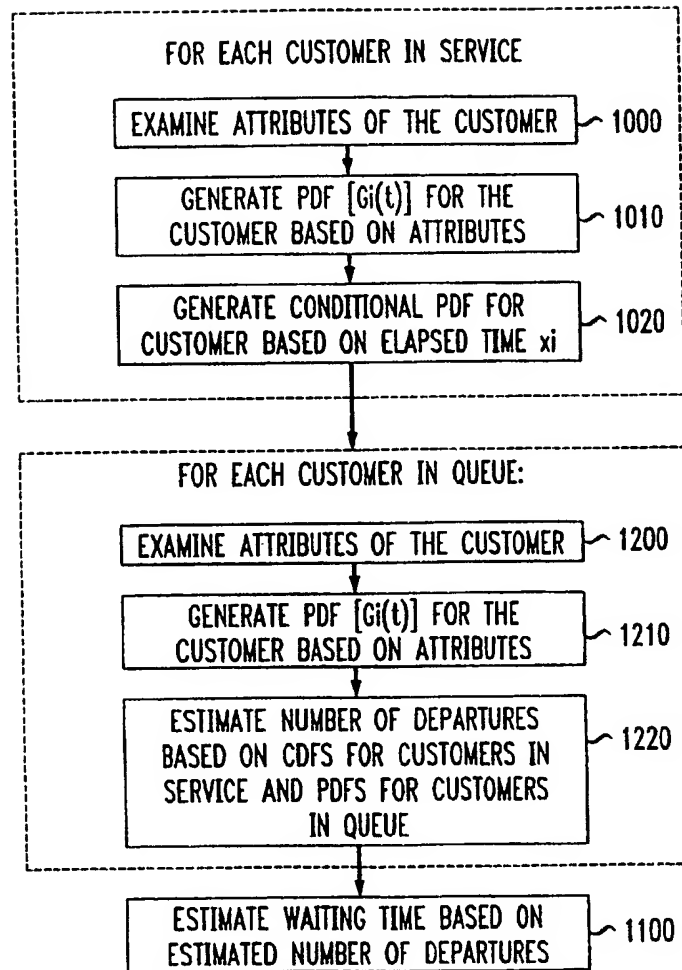 FOR EACH CUSTOMER IN SERVICE
EXAMINE ATTRIBUTES OF THE CUSTOMER
1000
GENERATE PDF [Gi(t)] FOR THE
CUSTOMER BASED ON ATTRIBUTES
1010
GENERATE CONDITIONAL PDF FOR
CUSTOMER BASED ON ELAPSED TIME xi
1020
FOR EACH CUSTOMER IN QUEUE:
EXAMINE ATTRIBUTES OF THE CUSTOMER
1200
GENERATE PDF [Gi(t)] FOR THE
CUSTOMER BASED ON ATTRIBUTES
1210
ESTIMATE NUMBER OF DEPARTURES
BASED ON CDFS FOR CUSTOMERS IN
SERVICE AND PDFS FOR CUSTOMERS
IN QUEUE
1220
ESTIMATE WAITING TIME BASED ON
ESTIMATED NUMBER OF DEPARTURES
1100